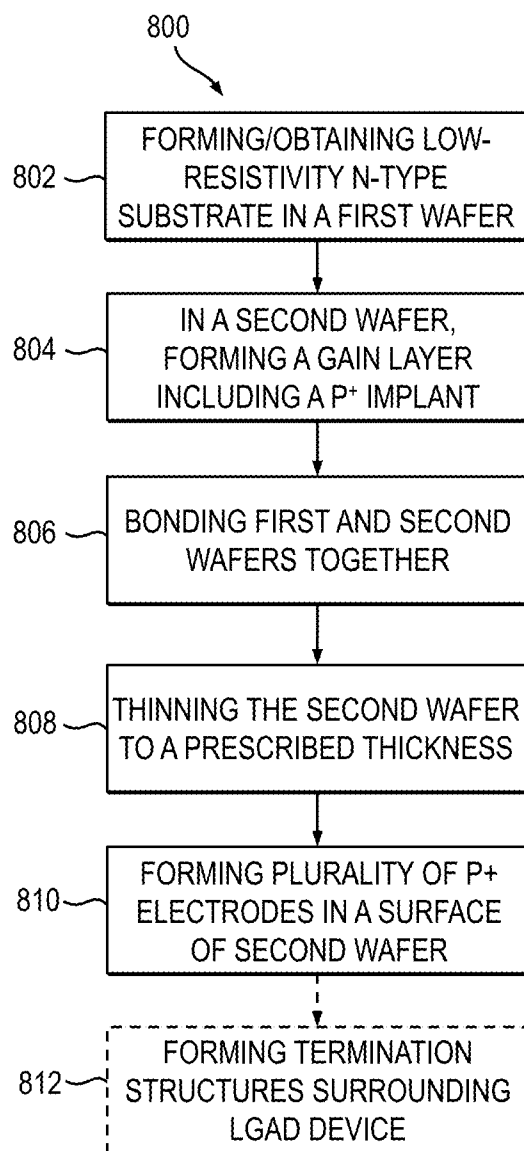 800
802
FORMING/OBTAINING LOW-
RESISTIVITY N-TYPE
SUBSTRATE IN A FIRST WAFER
804
IN A SECOND WAFER,
FORMING A GAIN LAYER
INCLUDING A P⁺ IMPLANT
806
BONDING FIRST AND SECOND
WAFERS TOGETHER
808
THINNING THE SECOND WAFER
TO A PRESCRIBED THICKNESS
810
FORMING PLURALITY OF P+
ELECTRODES IN A SURFACE
OF SECOND WAFER
812
FORMING TERMINATION
STRUCTURES SURROUNDING
LGAD DEVICE